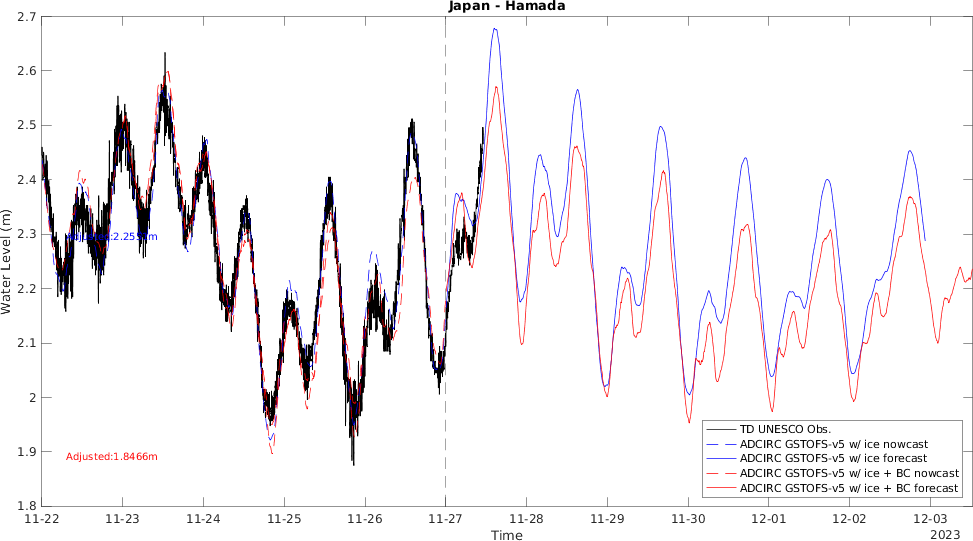 Japan - Hamada
2.7
2.6
2.5
2.4
2.3
2.2
2.1
2
1.9
1.8
Water Level (m)
Adjusted:1.8466m
TD UNESCO Obs.
ADCIRC GSTOFS-v5 w/ ice nowcast
ADCIRC GSTOFS-v5 w/ ice forecast
ADCIRC GSTOFS-v5 w/ ice + BC nowcast
ADCIRC GSTOFS-v5 w/ ice + BC forecast
11-22 11-23 11-24 11-25 11-26 11-27 11-28 11-29 11-30 12-01 12-02 12-03
Time
2023